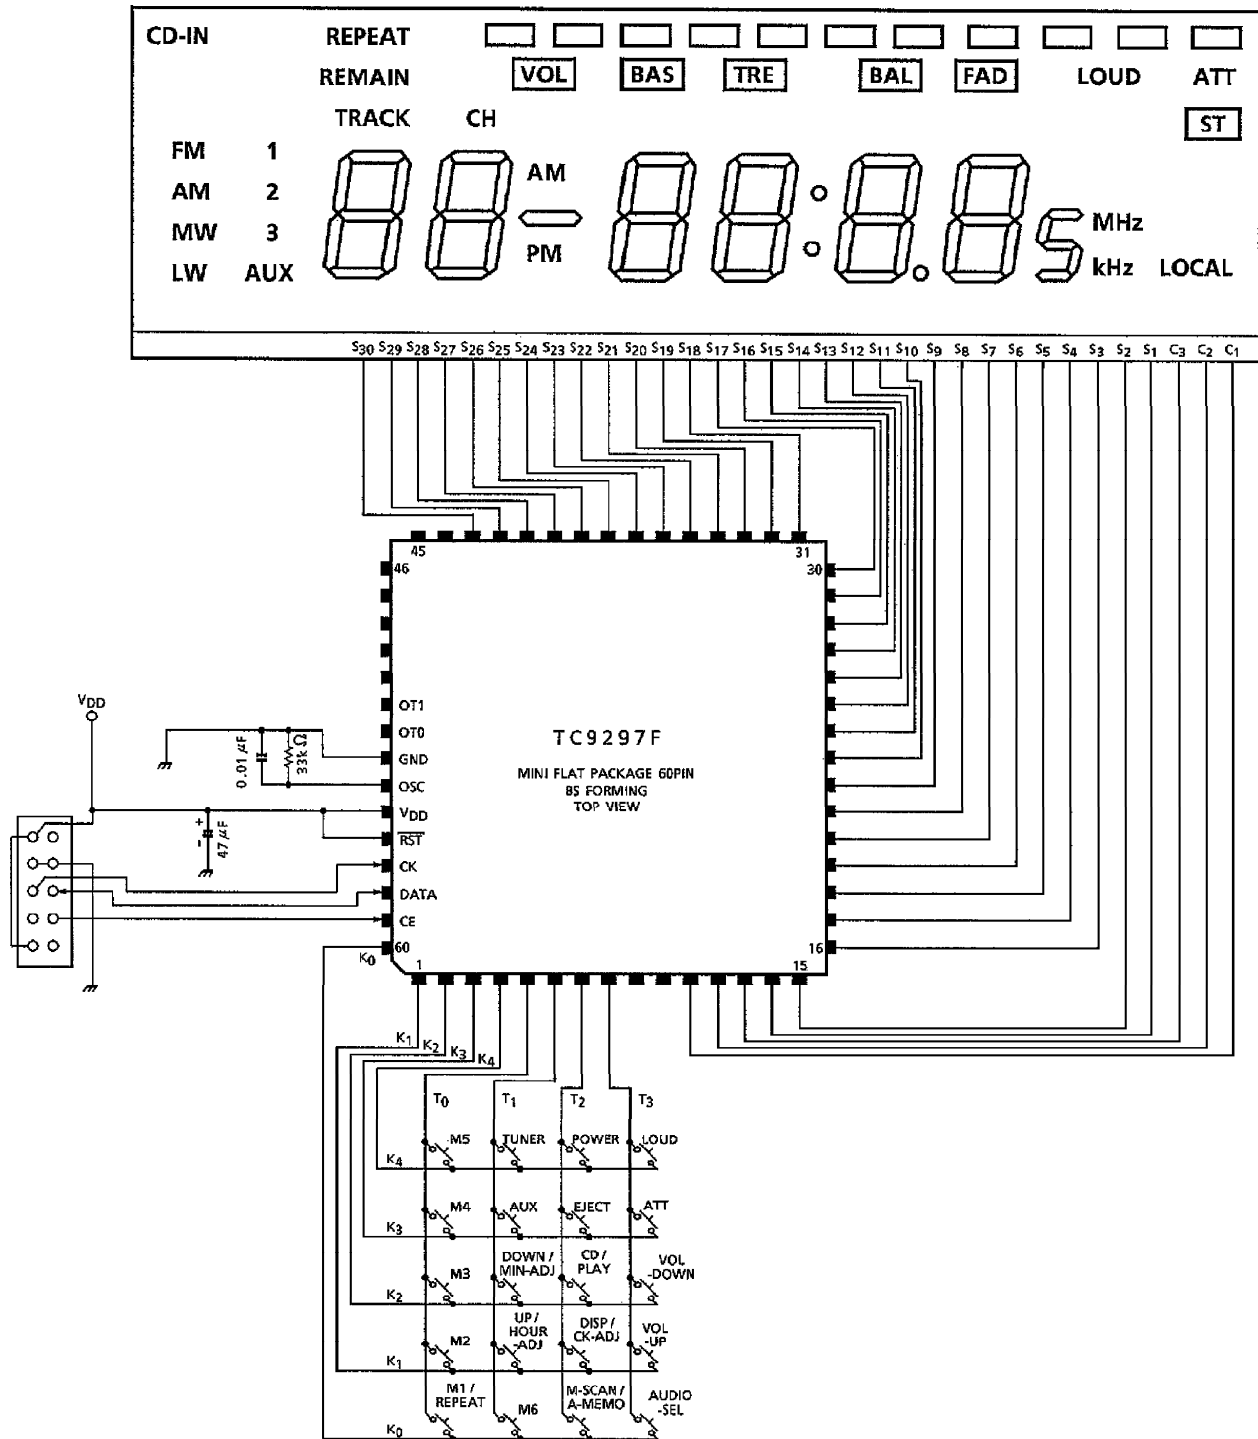 CD-IN REPEAT
REMAIN VOL BAS TRE BAL FAD LOUD ATT
TRACK CH ST
FM 1
AM 2
MW 3
LW AUX
AM
PM
MHz
kHz LOCAL
S30 S29 S28 S27 S26 S25 S24 S23 S22 S21 S20 S19 S18 S17 S16 S15 S14 S13 S12 S11 S10 S9 S8 S7 S6 S5 S4 S3 S2 S1 C3 C2 C1
45 31
46 30
OT1
OT0
GND
OSC
VDD
RST
CK
DATA
CE
60 16
1 15
TC9297F
MINI FLAT PACKAGE 60PIN
BS FORMING
TOP VIEW
VDD
0.01 μF
33k Ω
+
-
47 μF
K0
K1 K2 K3 K4
T0 T1 T2 T3
M5 TUNER POWER LOUD
K4
M4 AUX EJECT ATT
K3
M3 DOWN / MIN-ADJ CD / PLAY VOL -DOWN
K2
M2 UP / HOUR -ADJ DISP / CK-ADJ VOL -UP
K1
M1 / REPEAT M6 M-SCAN / A-MEMO AUDIO -SEL
K0